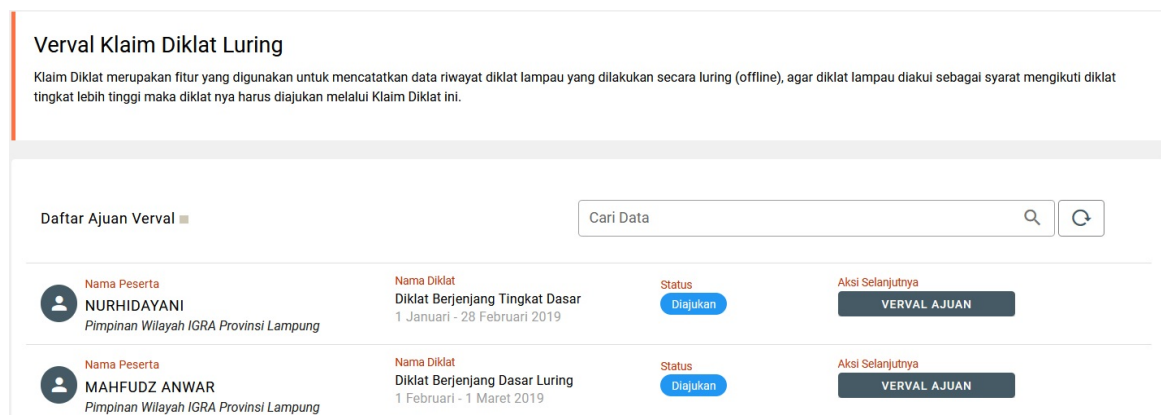 Verval Klaim Diklat Luring
Klaim Diklat merupakan fitur yang digunakan untuk mencatatkan data riwayat diklat lampau yang dilakukan secara luring (offline), agar diklat lampau diakui sebagai syarat mengikuti diklat
tingkat lebih tinggi maka diklat nya harus diajukan melalui Klaim Diklat ini.
Daftar Ajuan Verval
Cari Data
Nama Peserta
NURHIDAYANI
Pimpinan Wilayah IGRA Provinsi Lampung
Nama Diklat
Diklat Berjenjang Tingkat Dasar
1 Januari - 28 Februari 2019
Status
Diajukan
Aksi Selanjutnya
VERVAL AJUAN
Nama Peserta
MAHFUDZ ANWAR
Pimpinan Wilayah IGRA Provinsi Lampung
Nama Diklat
Diklat Berjenjang Dasar Luring
1 Februari - 1 Maret 2019
Status
Diajukan
Aksi Selanjutnya
VERVAL AJUAN